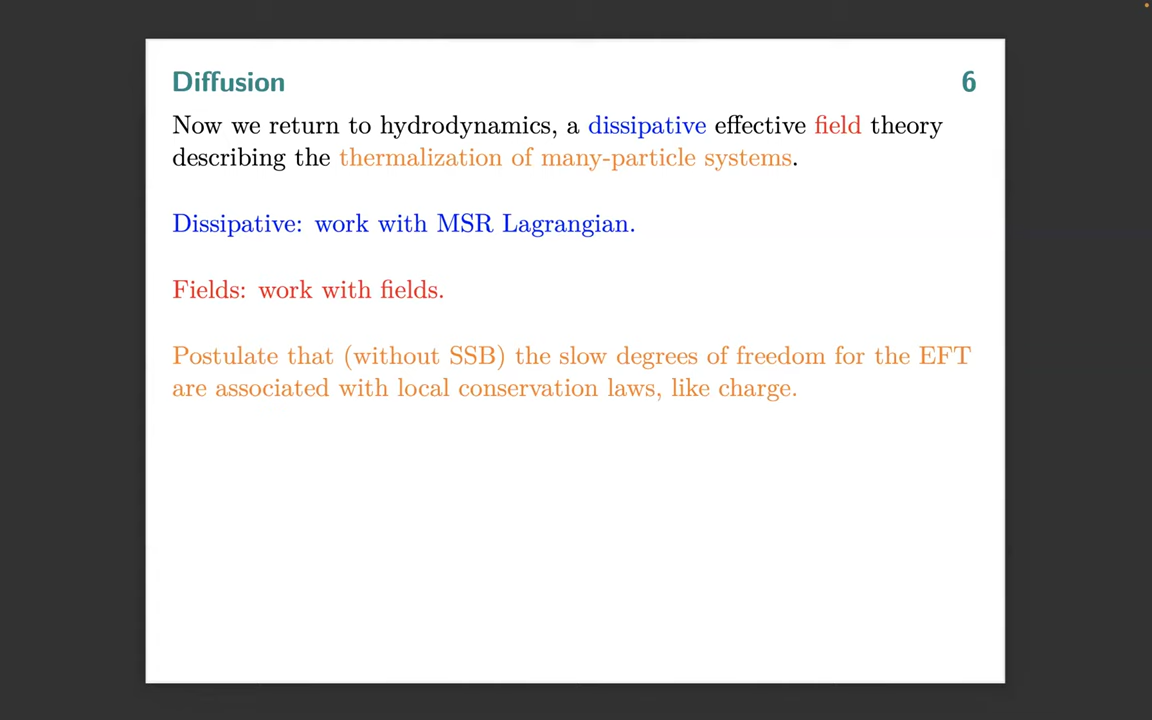 Diffusion 6
Now we return to hydrodynamics, a dissipative effective field theory
describing the thermalization of many-particle systems.
Dissipative: work with MSR Lagrangian.
Fields: work with fields.
Postulate that (without SSB) the slow degrees of freedom for the EFT
are associated with local conservation laws, like charge.